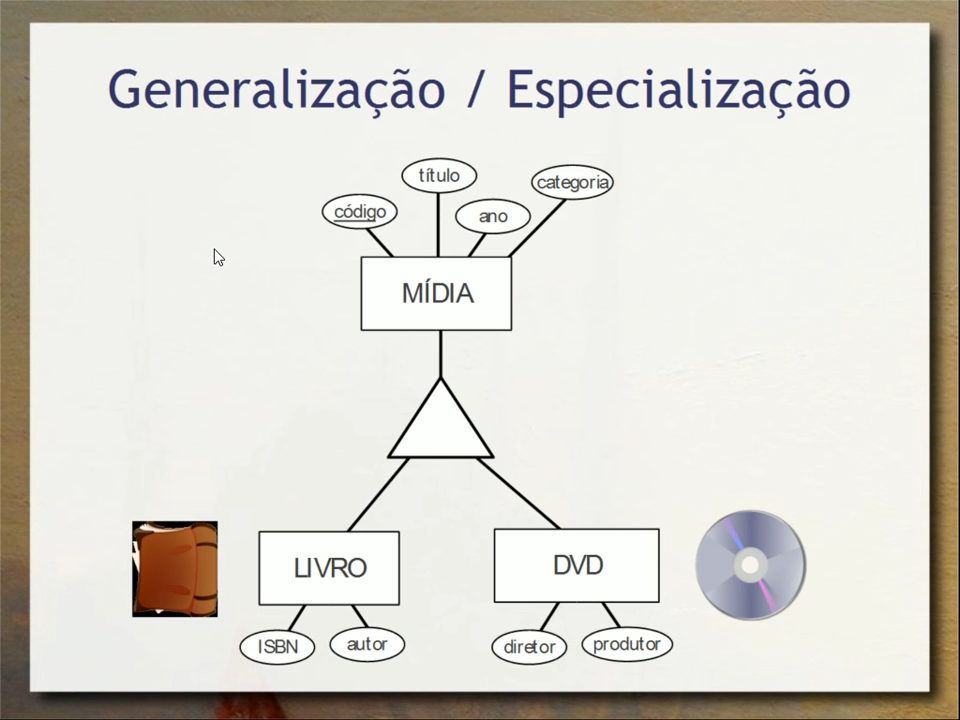 Generalização / Especialização
título
categoria
código
ano
MÍDIA
LIVRO
DVD
ISBN
autor
diretor
produtor